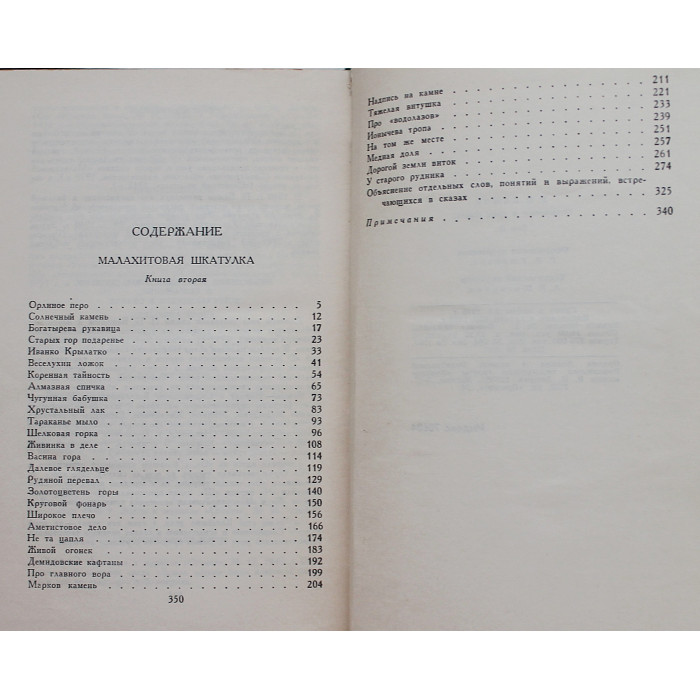 СОДЕРЖАНИЕ
МАЛАХИТОВАЯ ШКАТУЛКА
Книга вторая
Орлиное перо 5
Солнечный камень 12
Богатырева рукавица 17
Старых гор подаренье 23
Иванко Крылатко 33
Веселухин ложок 41
Коренная тайность 54
Алмазная спичка 65
Чугунная бабушка 73
Хрустальный лак 83
Тараканье мыло 93
Шелковая горка 96
Живинка в деле 108
Васина гора 114
Далевое глядельце 119
Рудяной перевал 129
Золотоцветень горы 140
Круговой фонарь 150
Широкое плечо 156
Аметистовое дело 166
Не та цапля 174
Живой огонек 183
Демидовские кафтаны 192
Про главного вора 199
Марков камень 204
350
Надпись на камне 211
Тяжелая витушка 221
Про «водолазов» 233
Ионычева тропа 239
На том же месте 251
Медная доля 257
Дорогой земли виток 261
У старого рудника 274
Объяснение отдельных слов, понятий и выражений, встре-
чающихся в сказах 325
Примечания 340